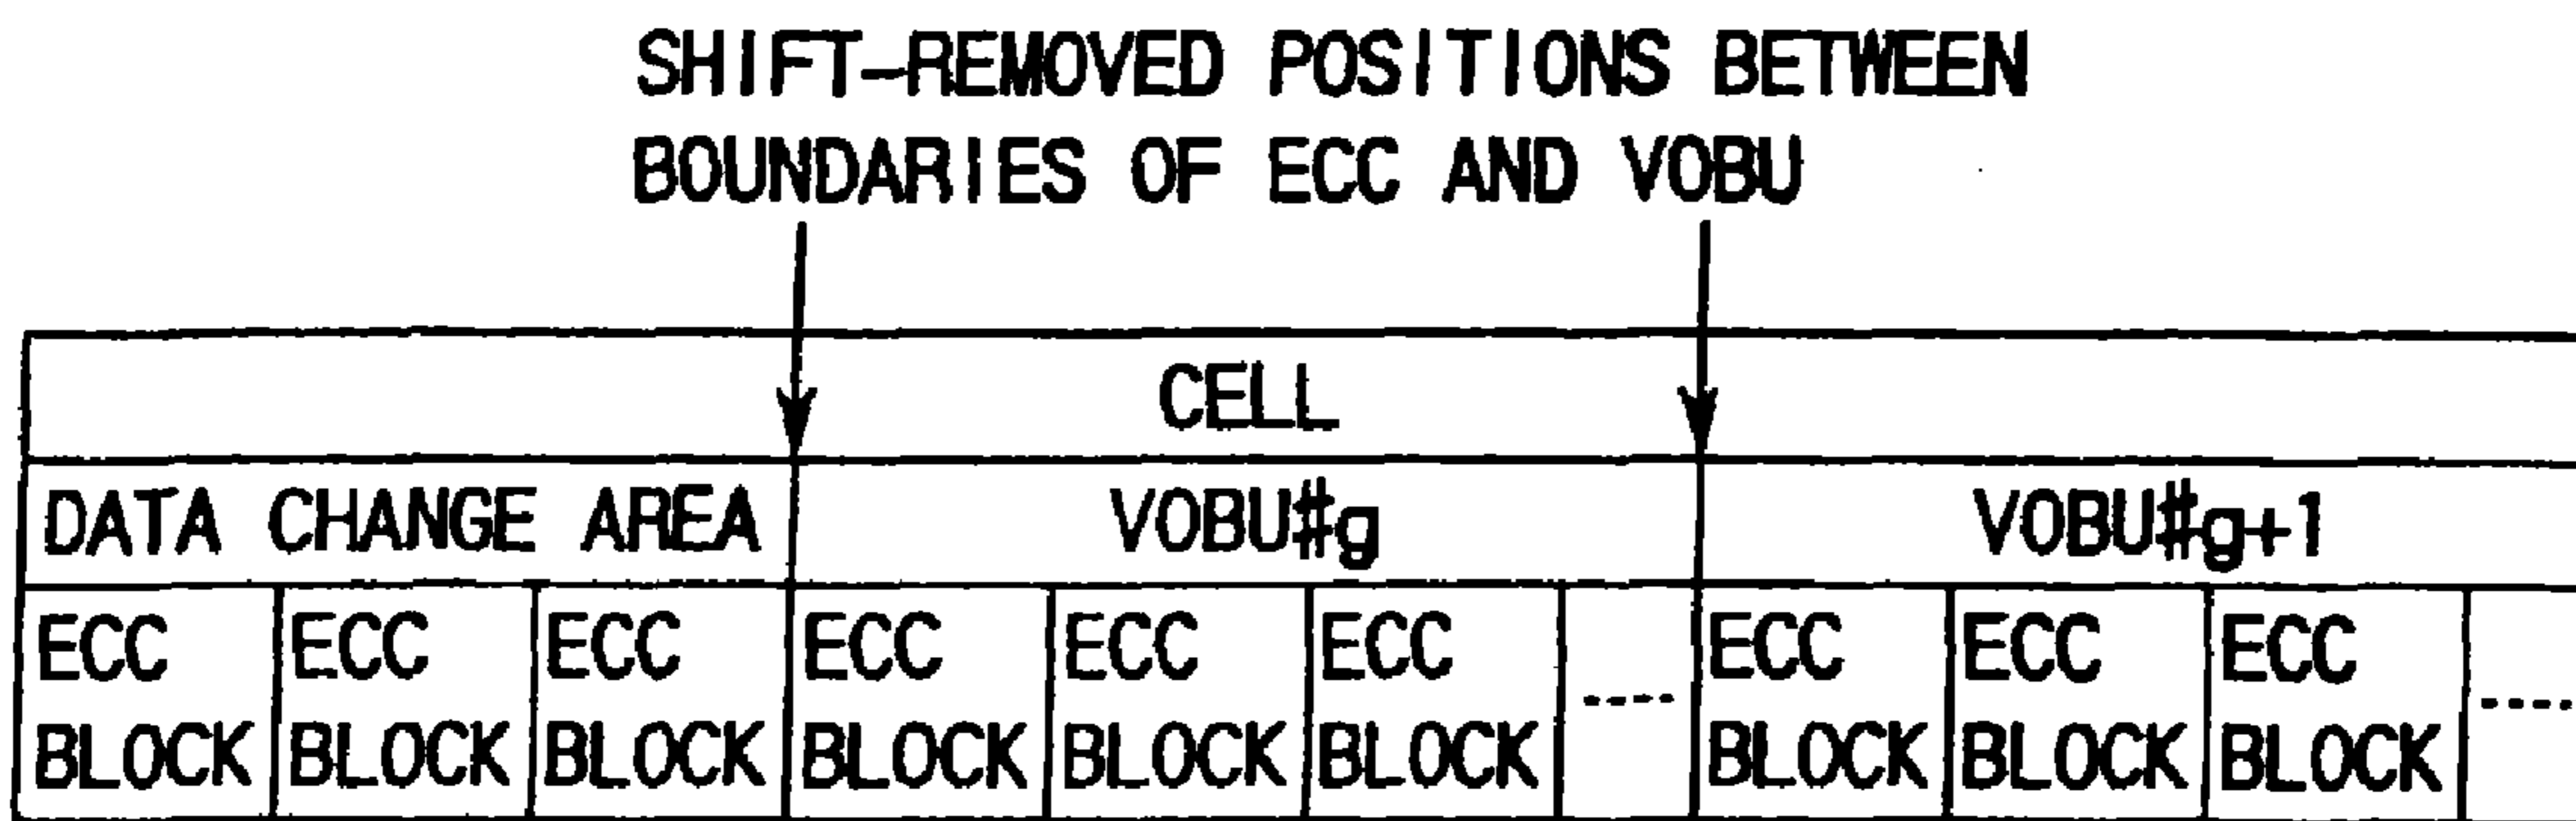 SHIFT-REMOVED POSITIONS BETWEEN
BOUNDARIES OF ECC AND VOBU
CELL
DATA CHANGE AREA VOBU#g VOBU#g+1
ECC ECC ECC ECC ECC ECC ECC ECC ECC
BLOCK BLOCK BLOCK BLOCK BLOCK BLOCK ---- BLOCK BLOCK BLOCK ----